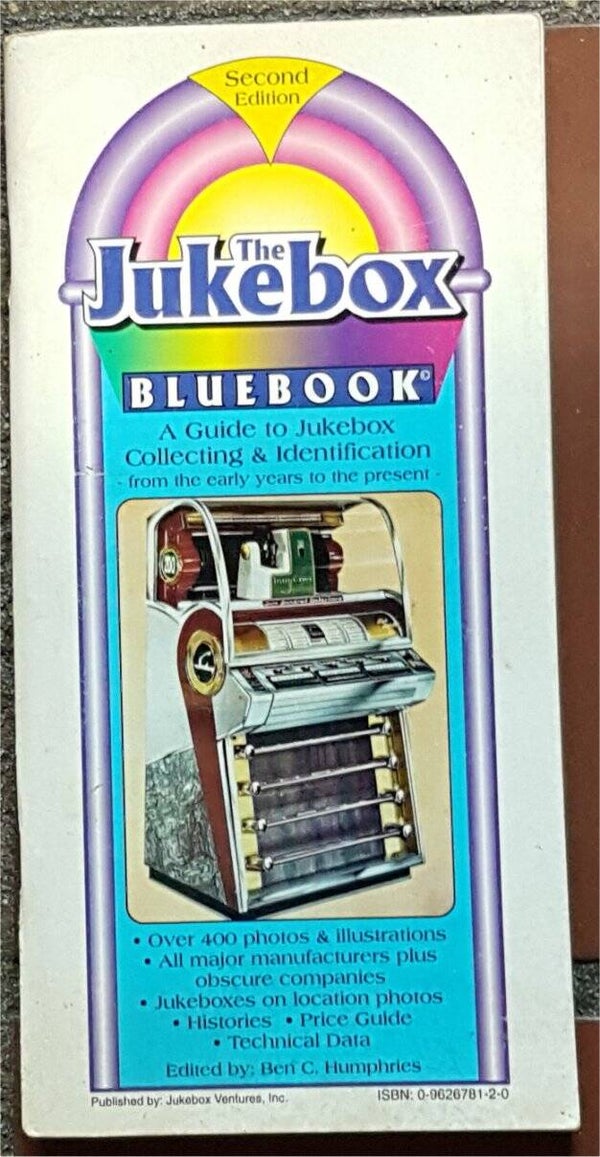 Second
Edition
The
Jukebox
BLUEBOOK©
A Guide to Jukebox
Collecting & Identification
- from the early years to the present -
200
• Over 400 photos & illustrations
• All major manufacturers plus
obscure companies
• Jukeboxes on location photos
• Histories • Price Guide
• Technical Data
Edited by: Ben C. Humphries
Published by: Jukebox Ventures, Inc.
ISBN: 0-9626781-2-0